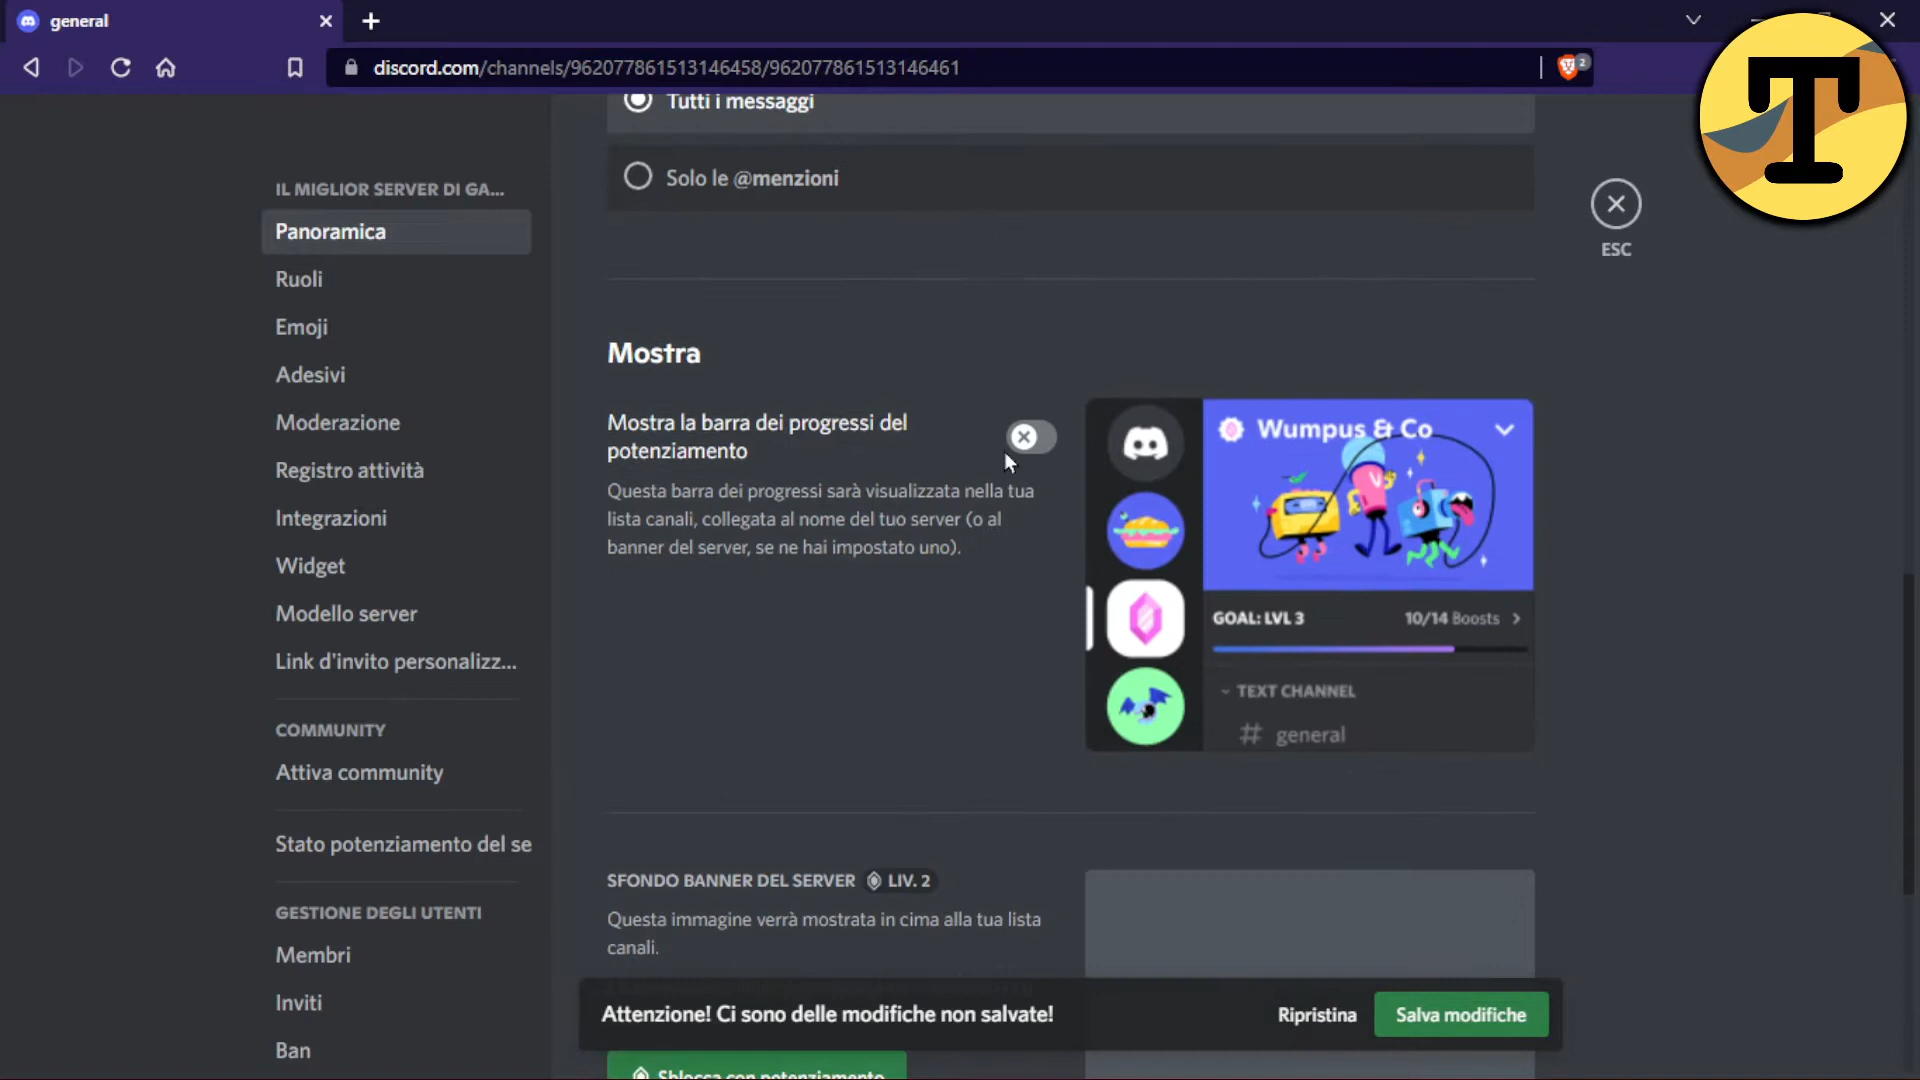 general
discord.com/channels/962077861513146458/962077861513146461
2
T
Tutti i messaggi
Solo le @menzioni
ESC
IL MIGLIOR SERVER DI GA...
Panoramica
Ruoli
Emoji
Adesivi
Moderazione
Registro attività
Integrazioni
Widget
Modello server
Link d'invito personalizz...
COMMUNITY
Attiva community
Stato potenziamento del se
GESTIONE DEGLI UTENTI
Membri
Inviti
Ban
Mostra
Mostra la barra dei progressi del
potenziamento
Questa barra dei progressi sarà visualizzata nella tua
lista canali, collegata al nome del tuo server (o al
banner del server, se ne hai impostato uno).
Wumpus & Co
GOAL: LVL 3 10/14 Boosts
TEXT CHANNEL
# general
SFONDO BANNER DEL SERVER LIV. 2
Questa immagine verrà mostrata in cima alla tua lista
canali.
Attenzione! Ci sono delle modifiche non salvate! Ripristina Salva modifiche
Sblocca con potenziamento